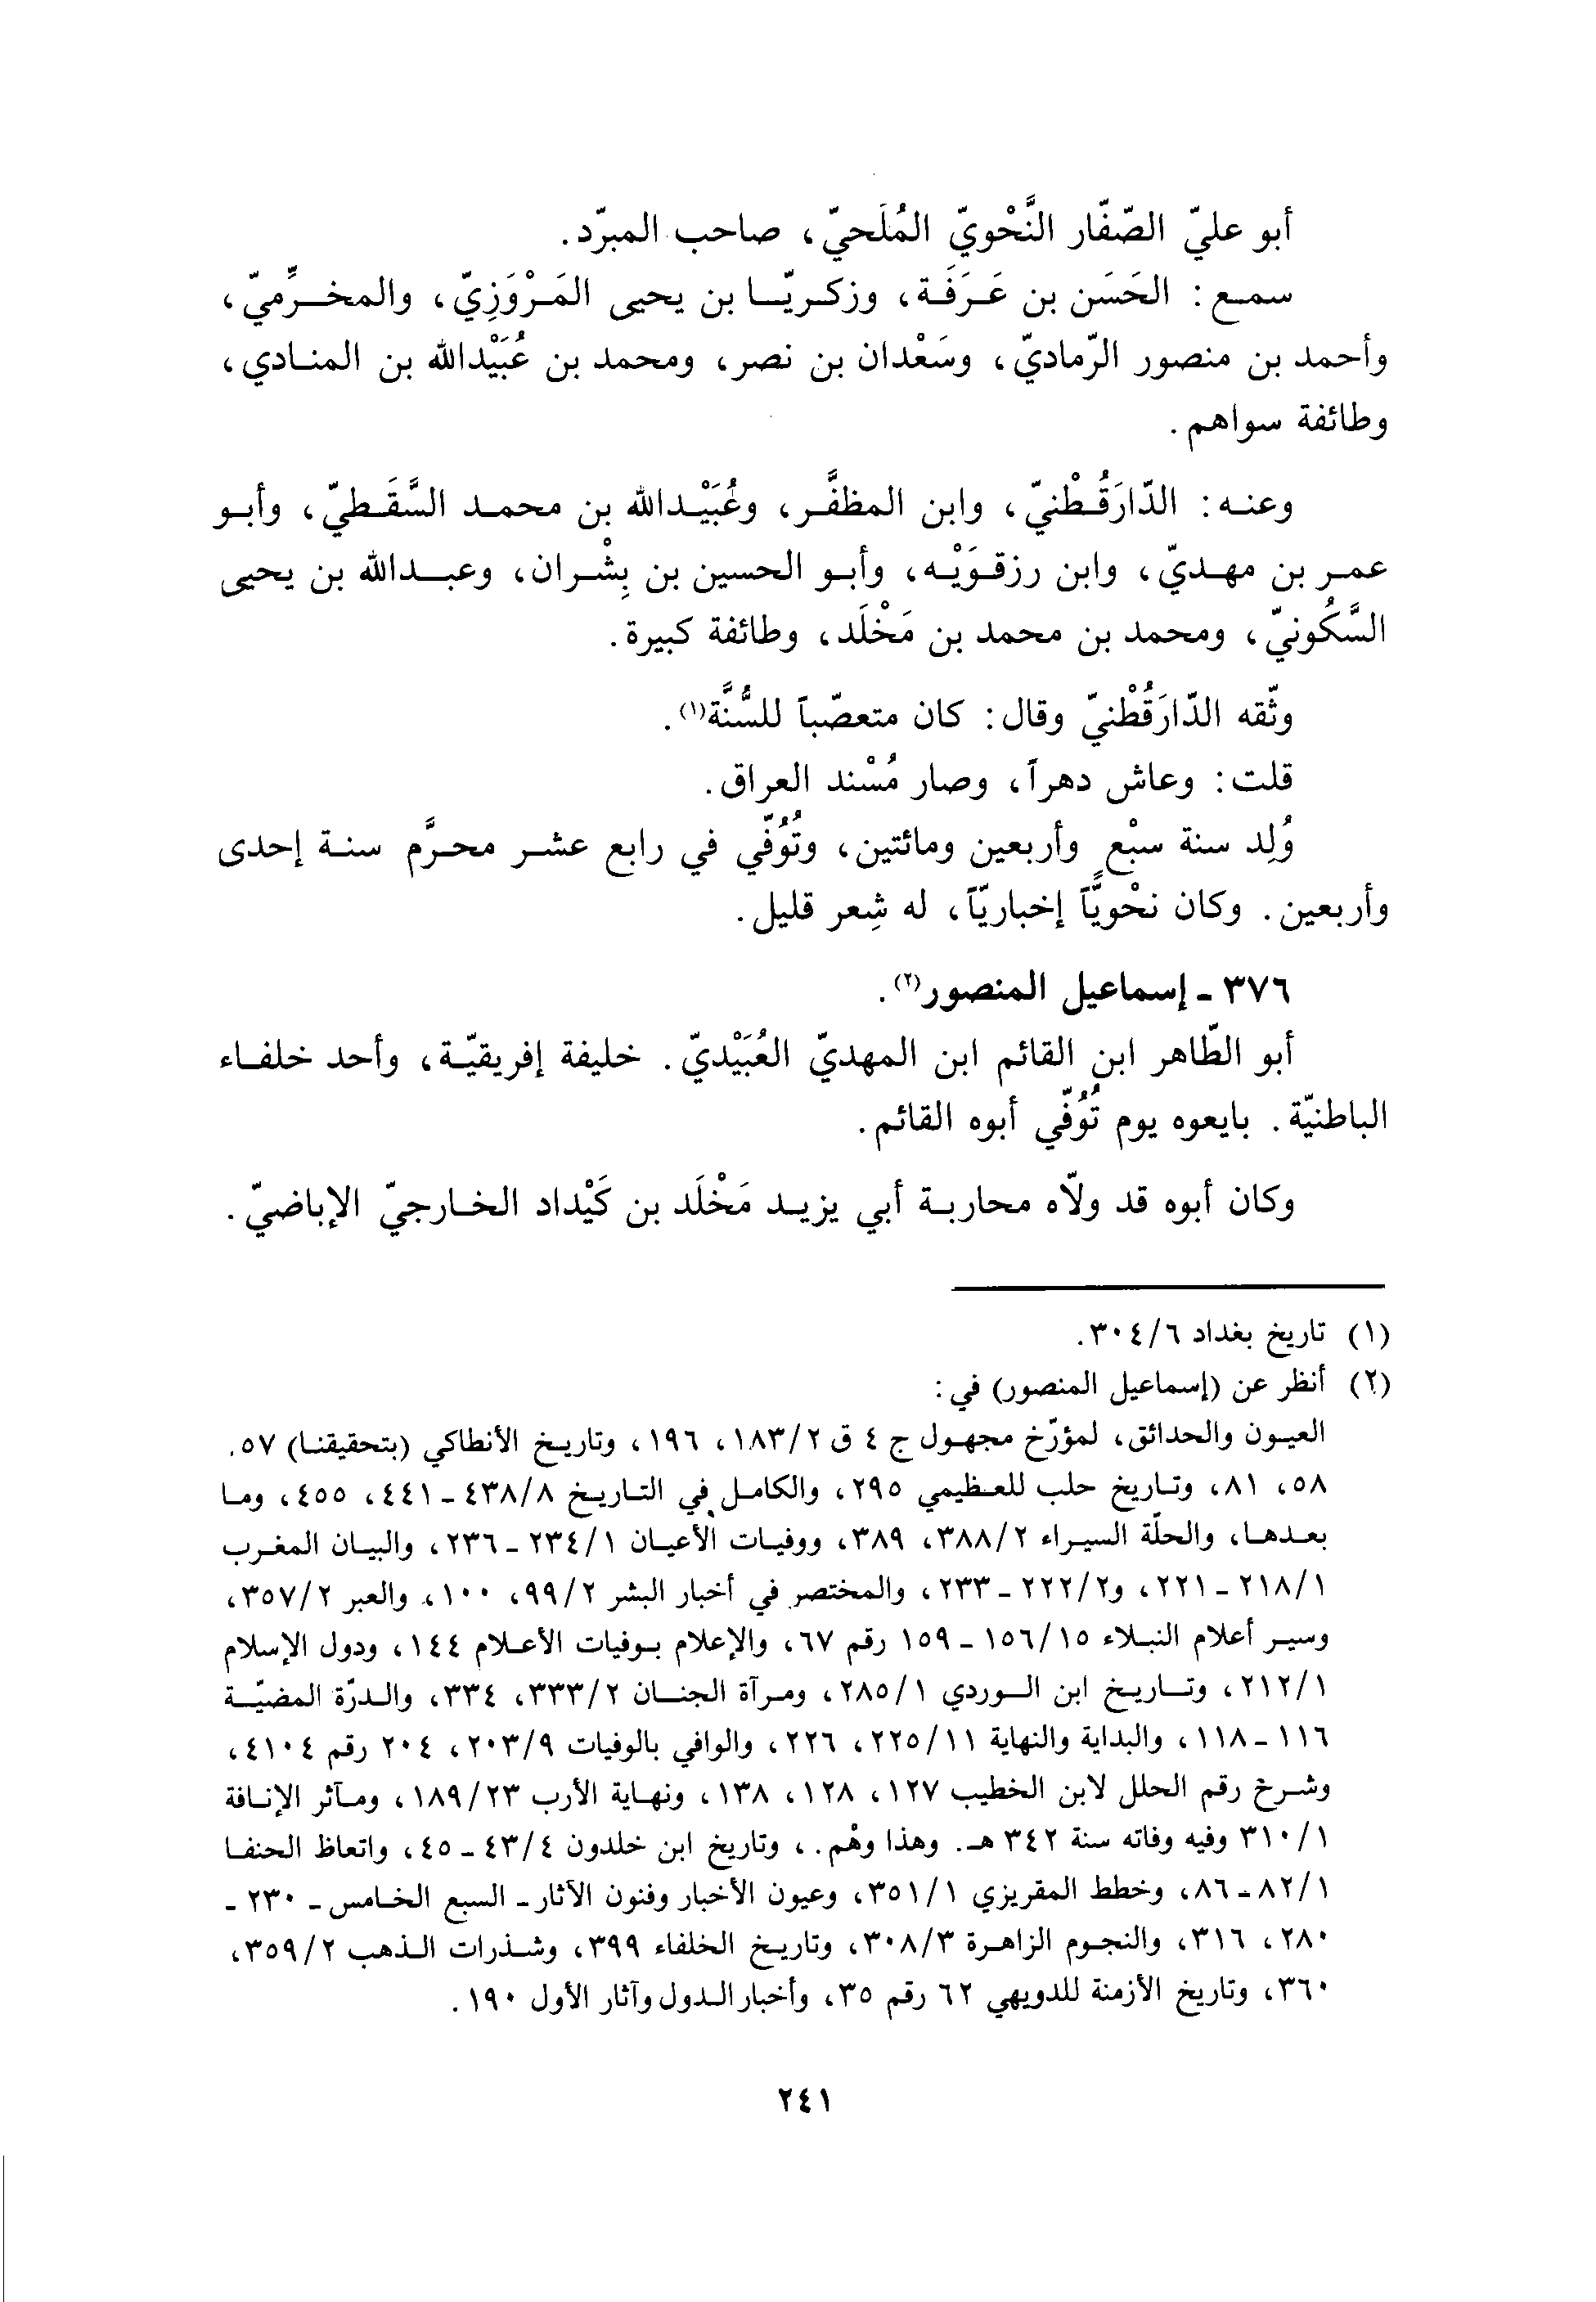 أبو عليّ الصّفّار النَّحْويّ المُلَحيّ، صاحب المبرّد.
سمع: الحَسَن بن عَرَفَة، وزكريّا بن يحيى المَرْوَزِيّ، والمخرِّميّ،
وأحمد بن منصور الرّماديّ، وسَعْدان بن نصر، ومحمد بن عُبَيْدالله بن المنادي،
وطائفة سواهم.
وعنه: الدّارَقُطْنيّ، وابن المظفَّر، وعُبَيْدالله بن محمد السَّقَطيّ، وأبو
عمر بن مهديّ، وابن رزقوَيْه، وأبو الحسين بن بِشْران، وعبدالله بن يحيى
السَّكُونيّ، ومحمد بن محمد بن مَخْلَد، وطائفة كبيرة.
وثّقه الدّارَقُطْنيّ وقال: كان متعصّباً للسُّنَّة(١).
قلت: وعاش دهراً، وصار مُسْند العراق.
وُلِد سنة سبْعٍ وأربعين ومائتين، وتُوُفّي في رابع عشر محرَّم سنة إحدى
وأربعين. وكان نحْويًّاً إخباريّاً، له شِعر قليل.
٣٧٦ - إسماعيل المنصور(٢).
أبو الطّاهر ابن القائم ابن المهديّ العُبَيْديّ. خليفة إفريقيّة، وأحد خلفاء
الباطنيّة. بايعوه يوم تُوُفّي أبوه القائم.
وكان أبوه قد ولّاه محاربة أبي يزيد مَخْلَد بن كَيْداد الخارجيّ الإباضيّ.
(١) تاريخ بغداد ٣٠٤/٦.
(٢) أنظر عن (إسماعيل المنصور) في:
العيون والحدائق، لمؤرّخ مجهول ج ٤ ق ١٨٣/٢، ١٩٦، وتاريخ الأنطاكي (بتحقيقنا) ٥٧،
٥٨، ٨١، وتاريخ حلب للعظيمي ٢٩٥، والكامل في التاريخ ٤٣٨/٨ - ٤٤١، ٤٥٥، وما
بعدها، والحلّة السيراء ٣٨٨/٢، ٣٨٩، ووفيات الأعيان ٢٣٤/١ - ٢٣٦، والبيان المغرب
٢١٨/١ - ٢٢١، و٢٢٢/٢ - ٢٣٣، والمختصر في أخبار البشر ٩٩/٢، ١٠٠، والعبر ٣٥٧/٢،
وسير أعلام النبلاء ١٥٦/١٥ - ١٥٩ رقم ٦٧، والإعلام بوفيات الأعلام ١٤٤، ودول الإسلام
٢١٢/١، وتاريخ ابن الوردي ٢٨٥/١، ومرآة الجنان ٣٣٣/٢، ٣٣٤، والدرّة المضيّة
١١٦ - ١١٨، والبداية والنهاية ٢٢٥/١١، ٢٢٦، والوافي بالوفيات ٢٠٣/٩، ٢٠٤ رقم ٤١٠٤،
وشرخ رقم الحلل لابن الخطيب ١٢٧، ١٢٨، ١٣٨، ونهاية الأرب ١٨٩/٢٣، ومآثر الإنافة
٣١٠/١ وفيه وفاته سنة ٣٤٢ هـ. وهذا وهْم.، وتاريخ ابن خلدون ٤٣/٤ - ٤٥، واتعاظ الحنفا
٨٢/١ - ٨٦، وخطط المقريزي ٣٥١/١، وعيون الأخبار وفنون الآثار - السبع الخامس - ٢٣٠ -
٢٨٠، ٣١٦، والنجوم الزاهرة ٣٠٨/٣، وتاريخ الخلفاء ٣٩٩، وشذرات الذهب ٣٥٩/٢،
٣٦٠، وتاريخ الأزمنة للدويهي ٦٢ رقم ٣٥، وأخبار الدول وآثار الأول ١٩٠.
٢٤١